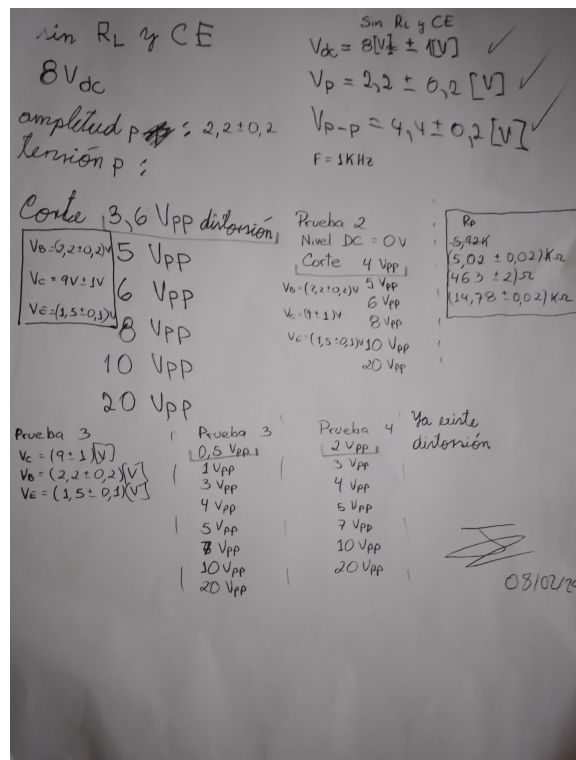 sin RL y CE
8 Vdc
amplitud p : 2,2±0,2
tensión p :
Sin RL y CE
Vdc = 8[V] ± 1[V]
Vp = 2,2 ± 0,2 [V]
Vp-p = 4,4 ± 0,2 [V]
F = 1KHz
Corte 3,6 Vpp distorsión
VB=(2,2±0,2)V
VC = 9V±1V
VE=(1,5±0,1)V
5 Vpp
6 Vpp
8 Vpp
10 Vpp
20 Vpp
Prueba 2
Nivel DC = 0V
Corte 4 Vpp
VB=(2,2±0,2)V 5 Vpp
6 Vpp
VC=(9±1)V 8 Vpp
VE=(1,5±0,1)V 10 Vpp
20 Vpp
5,92K
(5,02 ± 0,02) KΩ
(463 ± 2) Ω
(14,78 ± 0,02) KΩ
Prueba 3
VC = (9 ± 1)[V]
VB = (2,2 ± 0,2)[V]
VE = (1,5 ± 0,1)[V]
Prueba 3
0,5 Vpp
1 Vpp
3 Vpp
4 Vpp
5 Vpp
7 Vpp
10 Vpp
20 Vpp
Prueba 4
2 Vpp
3 Vpp
4 Vpp
5 Vpp
7 Vpp
10 Vpp
20 Vpp
Ya existe
distorsión